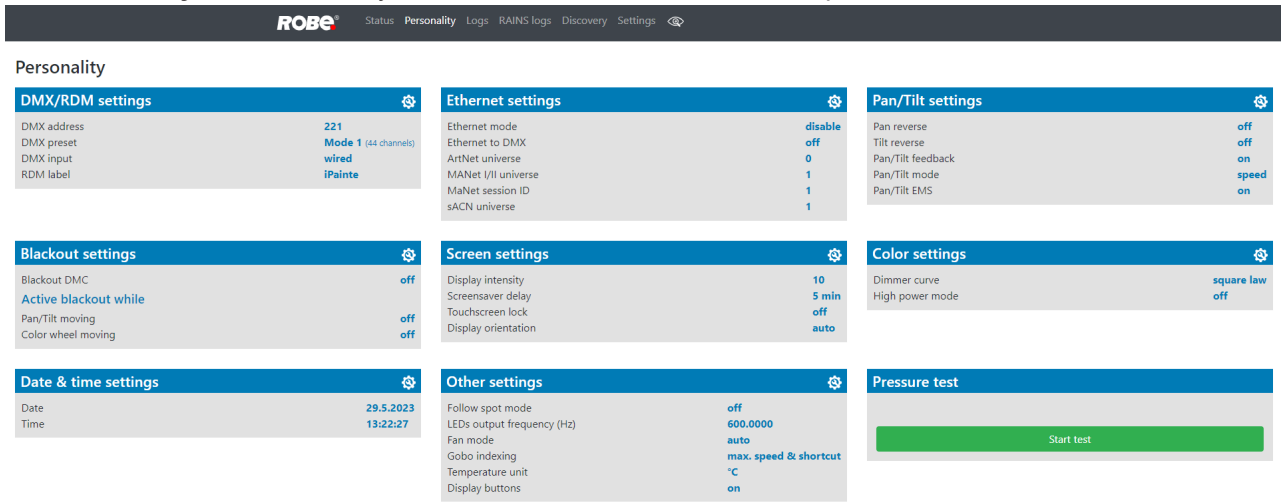 ROBE® Status Personality Logs RAINS logs Discovery Settings
Personality
DMX/RDM settings
DMX address 221
DMX preset Mode 1 (44 channels)
DMX input wired
RDM label iPainte
Ethernet settings
Ethernet mode disable
Ethernet to DMX off
ArtNet universe 0
MANet I/II universe 1
MaNet session ID 1
sACN universe 1
Pan/Tilt settings
Pan reverse off
Tilt reverse off
Pan/Tilt feedback on
Pan/Tilt mode speed
Pan/Tilt EMS on
Blackout settings
Blackout DMC off
Active blackout while
Pan/Tilt moving off
Color wheel moving off
Screen settings
Display intensity 10
Screensaver delay 5 min
Touchscreen lock off
Display orientation auto
Color settings
Dimmer curve square law
High power mode off
Date & time settings
Date 29.5.2023
Time 13:22:27
Other settings
Follow spot mode off
LEDs output frequency (Hz) 600.0000
Fan mode auto
Gobo indexing max. speed & shortcut
Temperature unit °C
Display buttons on
Pressure test
Start test